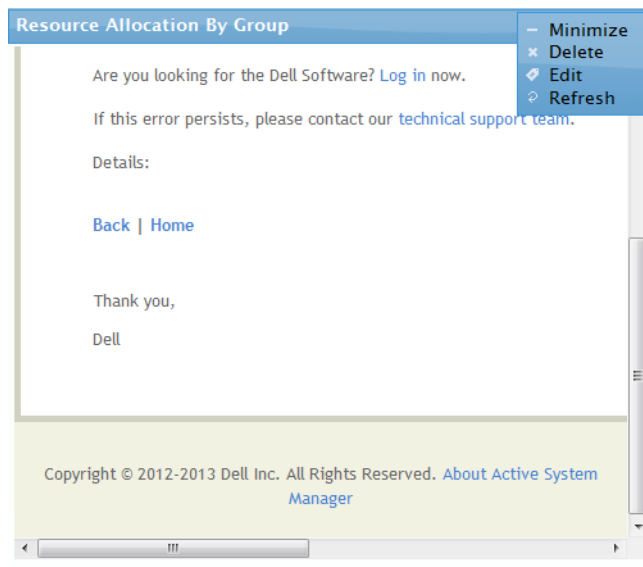 Resource Allocation By Group
Minimize
Delete
Edit
Refresh
Are you looking for the Dell Software? Log in now.
If this error persists, please contact our technical support team.
Details:
Back | Home
Thank you,
Dell
Copyright © 2012-2013 Dell Inc. All Rights Reserved. About Active System
Manager